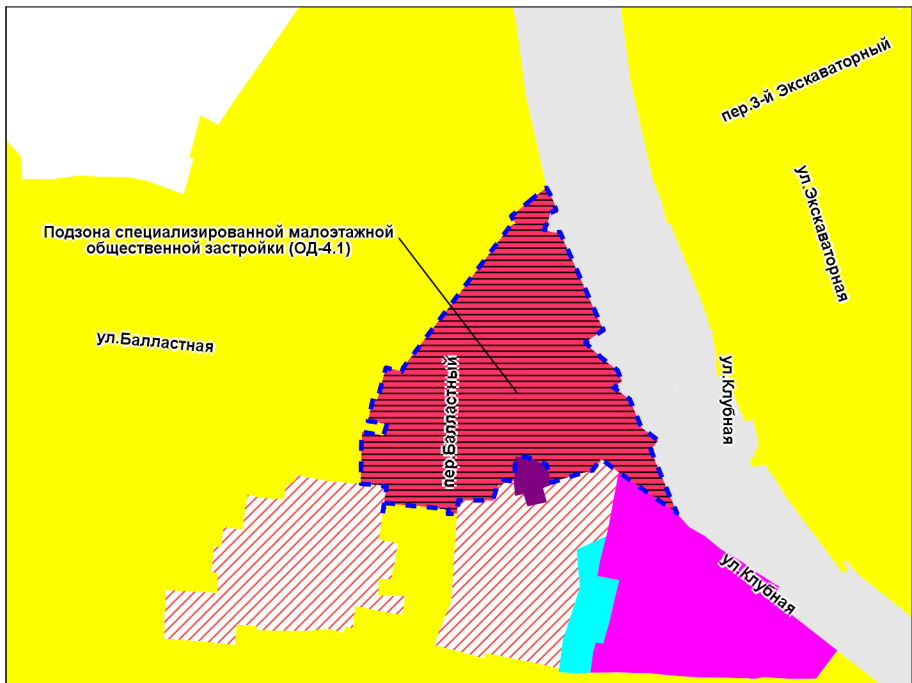 пер.3-й Экскаваторный
ул.Экскаваторная
Подзона специализированной малоэтажной
общественной застройки (ОД-4.1)
ул.Балластная
пер.Балластный
ул.Клубная
ул.Клубная